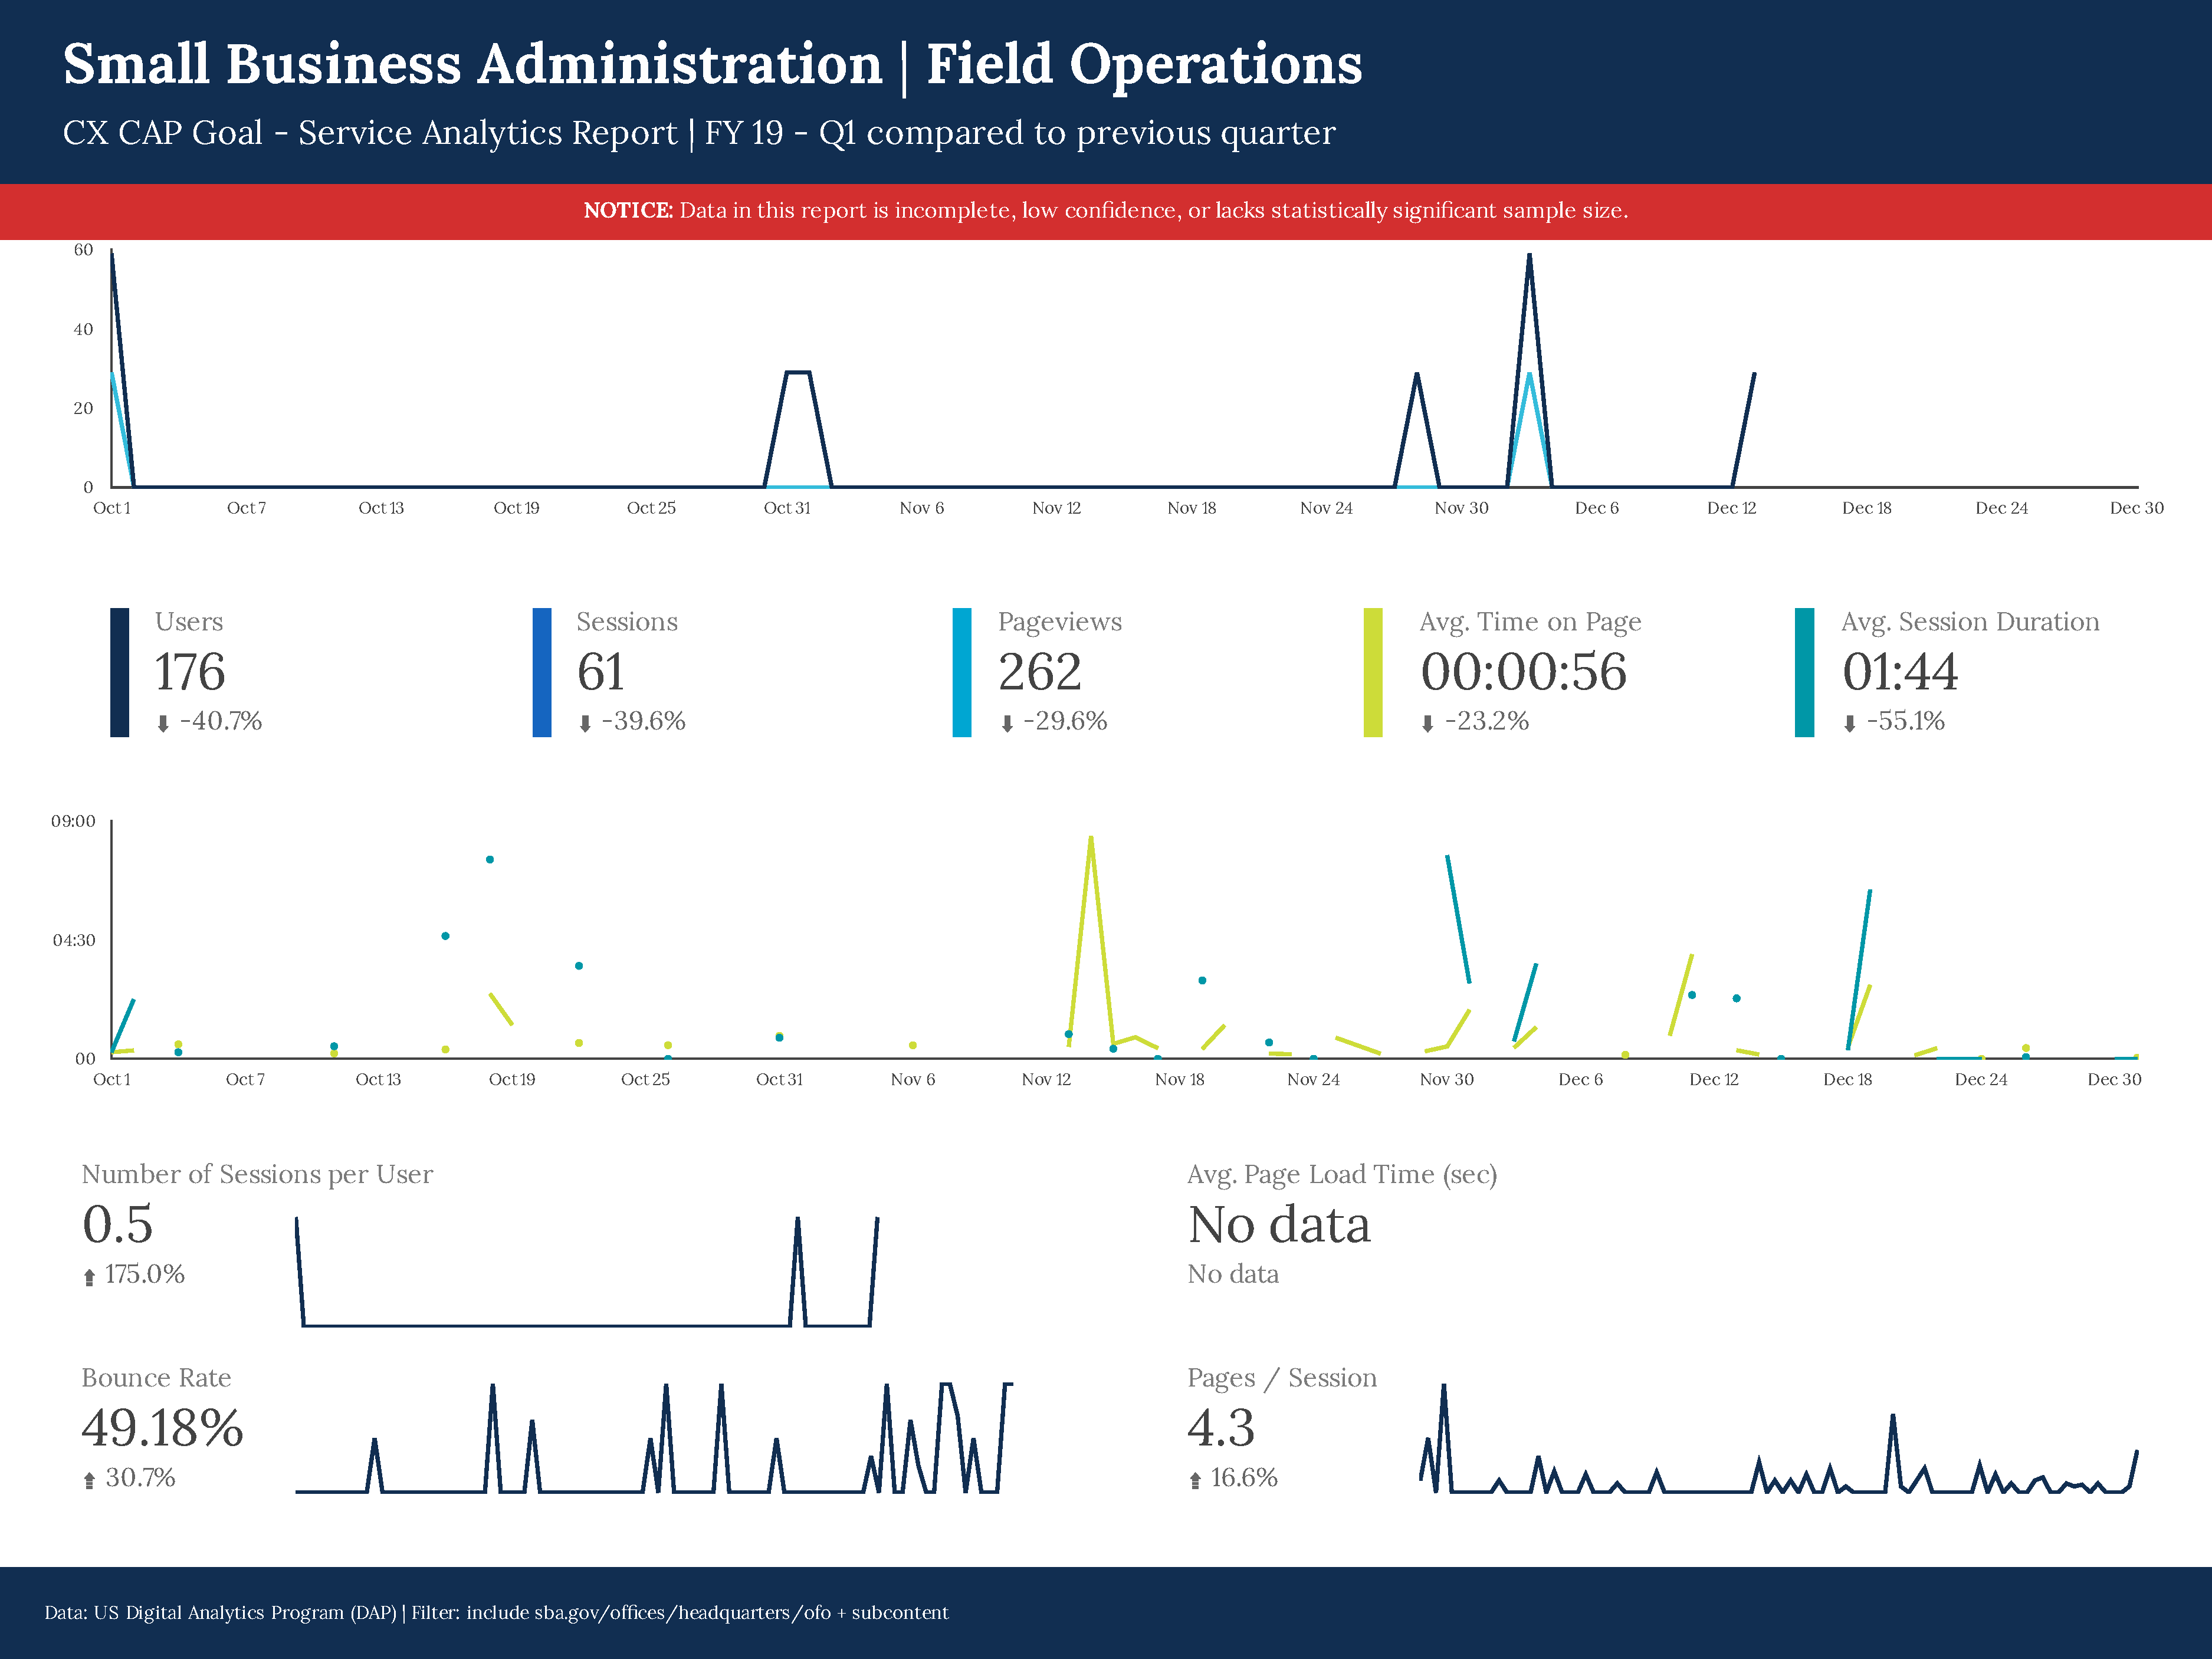 Small Business Administration | Field Operations
CX CAP Goal - Service Analytics Report | FY 19 - Q1 compared to previous quarter
NOTICE: Data in this report is incomplete, low confidence, or lacks statistically significant sample size.
60
40
20
0
Oct 1 Oct 7 Oct 13 Oct 19 Oct 25 Oct 31 Nov 6 Nov 12 Nov 18 Nov 24 Nov 30 Dec 6 Dec 12 Dec 18 Dec 24 Dec 30
Users Sessions Pageviews Avg. Time on Page Avg. Session Duration
176 61 262 00:00:56 01:44
-40.7% -39.6% -29.6% -23.2% -55.1%
09:00
04:30
00
Oct 1 Oct 7 Oct 13 Oct 19 Oct 25 Oct 31 Nov 6 Nov 12 Nov 18 Nov 24 Nov 30 Dec 6 Dec 12 Dec 18 Dec 24 Dec 30
Number of Sessions per User
0.5
175.0%
Avg. Page Load Time (sec)
No data
No data
Bounce Rate
49.18%
30.7%
Pages / Session
4.3
16.6%
Data: US Digital Analytics Program (DAP) | Filter: include sba.gov/offices/headquarters/ofo + subcontent